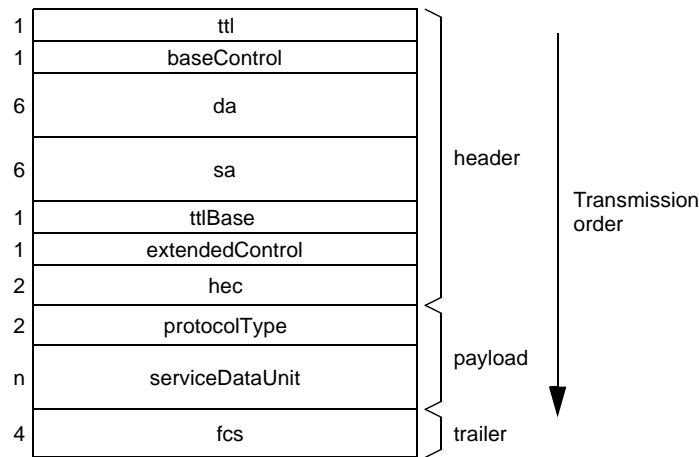 1 ttl
1 baseControl
6 da
6 sa
1 ttlBase
1 extendedControl
2 hec
header
2 protocolType
n serviceDataUnit
payload
4 fcs
trailer
Transmission
order